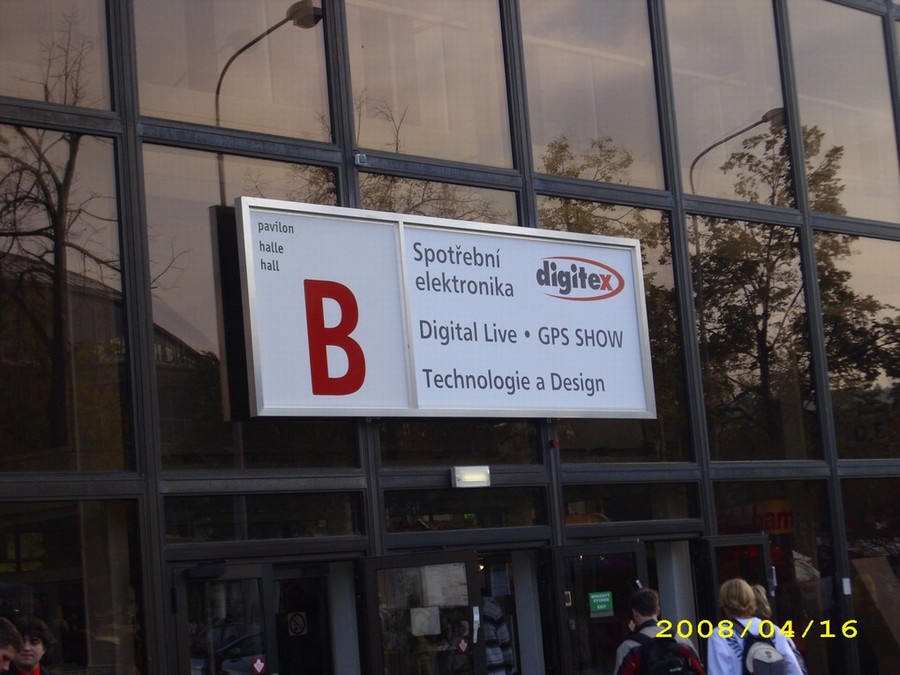 pavilon
halle
hall
B
Spotřební
elektronika
digitex
Digital Live • GPS SHOW
Technologie a Design
2008/04/16